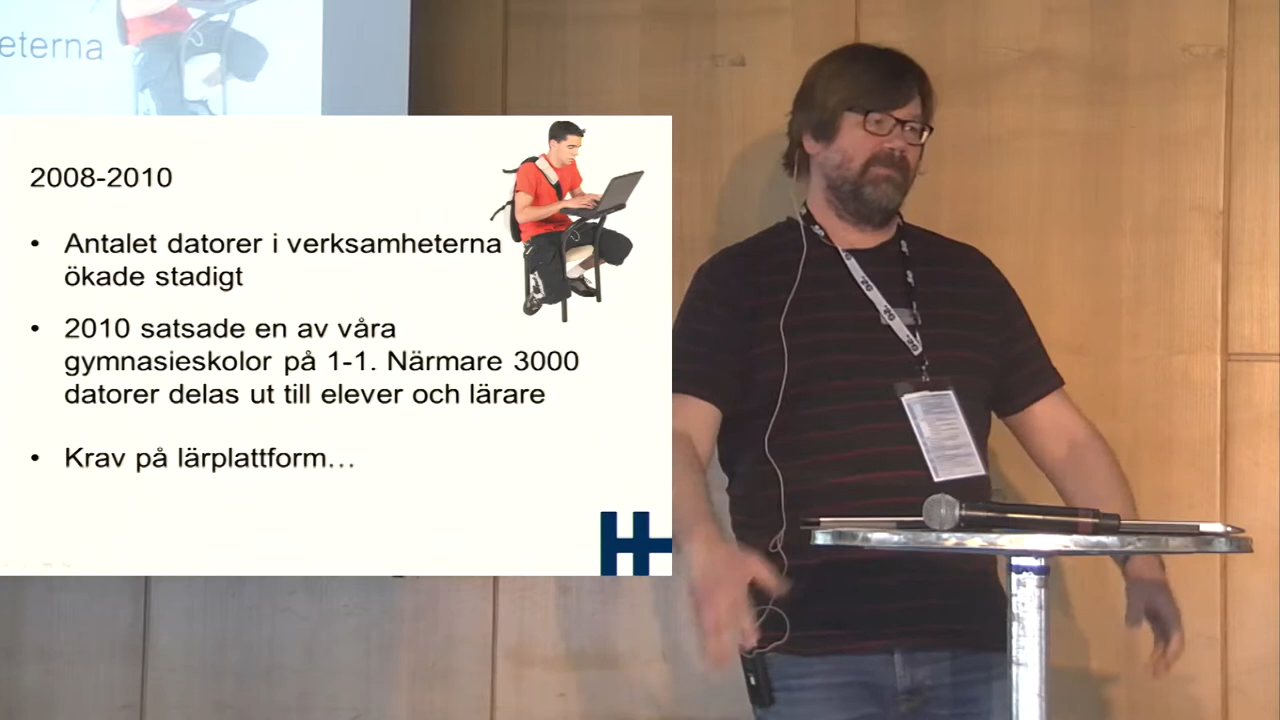 eterna
2008-2010
• Antalet datorer i verksamheterna
ökade stadigt
• 2010 satsade en av våra
gymnasieskolor på 1-1. Närmare 3000
datorer delas ut till elever och lärare
• Krav på lärplattform…